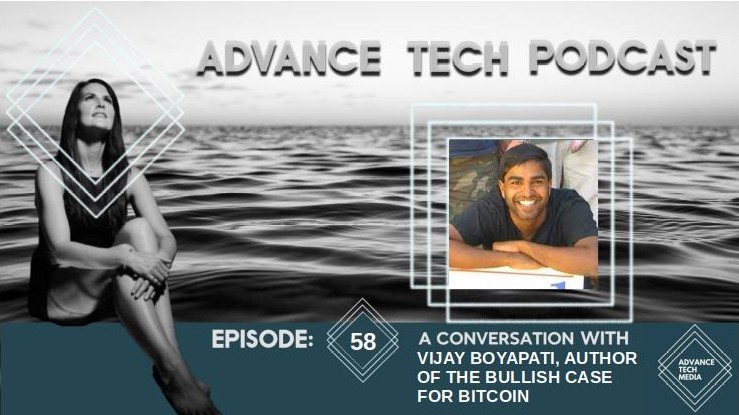 ADVANCE TECH PODCAST
EPISODE: 58
A CONVERSATION WITH
VIJAY BOYAPATI, AUTHOR
OF THE BULLISH CASE
FOR BITCOIN
ADVANCE
TECH
MEDIA